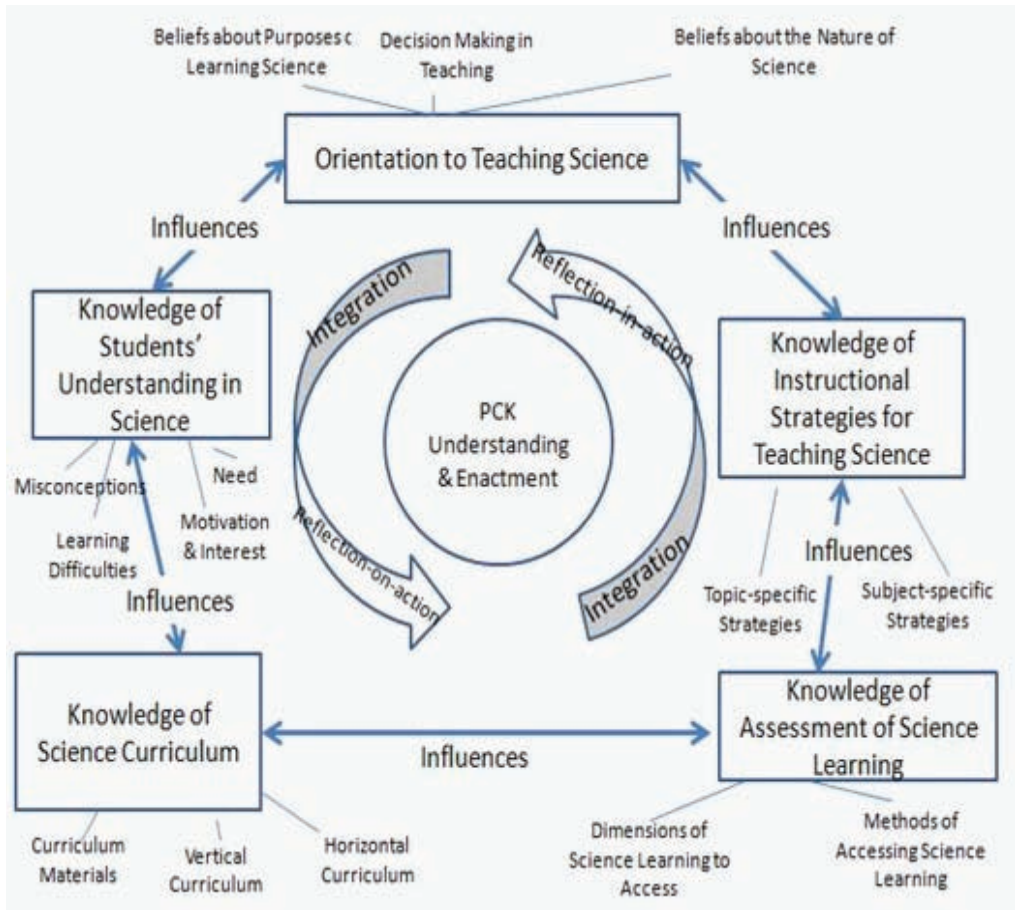 Beliefs about Purposes c
Learning Science
Decision Making in
Teaching
Beliefs about the Nature of
Science
Orientation to Teaching Science
Influences
Influences
Integration
Reflection-in-action
Knowledge of
Students’
Understanding in
Science
Knowledge of
Instructional
Strategies for
Teaching Science
PCK
Understanding
& Enactment
Misconceptions
Need
Learning
Difficulties
Motivation
& Interest
Reflection-on-action
Integration
Influences
Influences
Topic-specific
Strategies
Subject-specific
Strategies
Knowledge of
Science Curriculum
Influences
Knowledge of
Assessment of Science
Learning
Curriculum
Materials
Vertical
Curriculum
Horizontal
Curriculum
Dimensions of
Science Learning to
Access
Methods of
Accessing Science
Learning